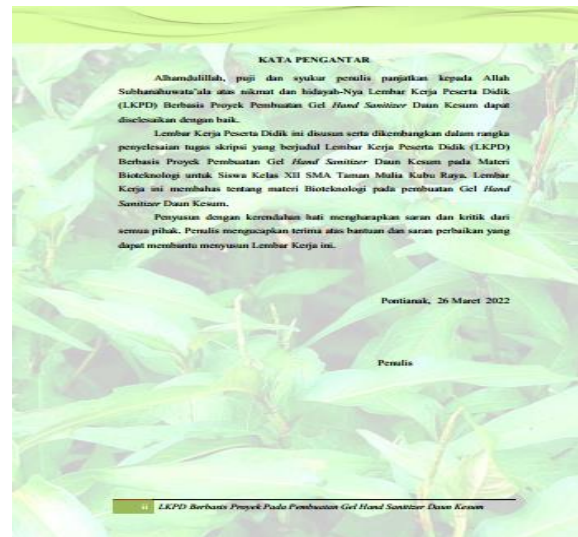 KATA PENGANTAR
Alhamdulillah, puji dan syukur penulis panjatkan kepada Allah
Subhanahuwata'ala atas nikmat dan hidayah-Nya Lembar Kerja Peserta Didik
(LKPD) Berbasis Proyek Pembuatan Gel Hand Sanitizer Daun Kesum dapat
diselesaikan dengan baik.
Lembar Kerja Peserta Didik ini disusun serta dikembangkan dalam rangka
penyelesaian tugas skripsi yang berjudul Lembar Kerja Peserta Didik (LKPD)
Berbasis Proyek Pembuatan Gel Hand Sanitizer Daun Kesum pada Materi
Bioteknologi untuk Siswa Kelas XII SMA Taman Mulia Kubu Raya. Lembar
Kerja ini membahas tentang materi Bioteknologi pada pembuatan Gel Hand
Sanitizer Daun Kesum.
Penyusun dengan kerendahan hati mengharapkan saran dan kritik dari
semua pihak. Penulis mengucapkan terima atas bantuan dan saran perbaikan yang
dapat membantu menyusun Lembar Kerja ini.
Pontianak, 26 Maret 2022
Penulis
ii LKPD Berbasis Proyek Pada Pembuatan Gel Hand Sanitizer Daun Kesum